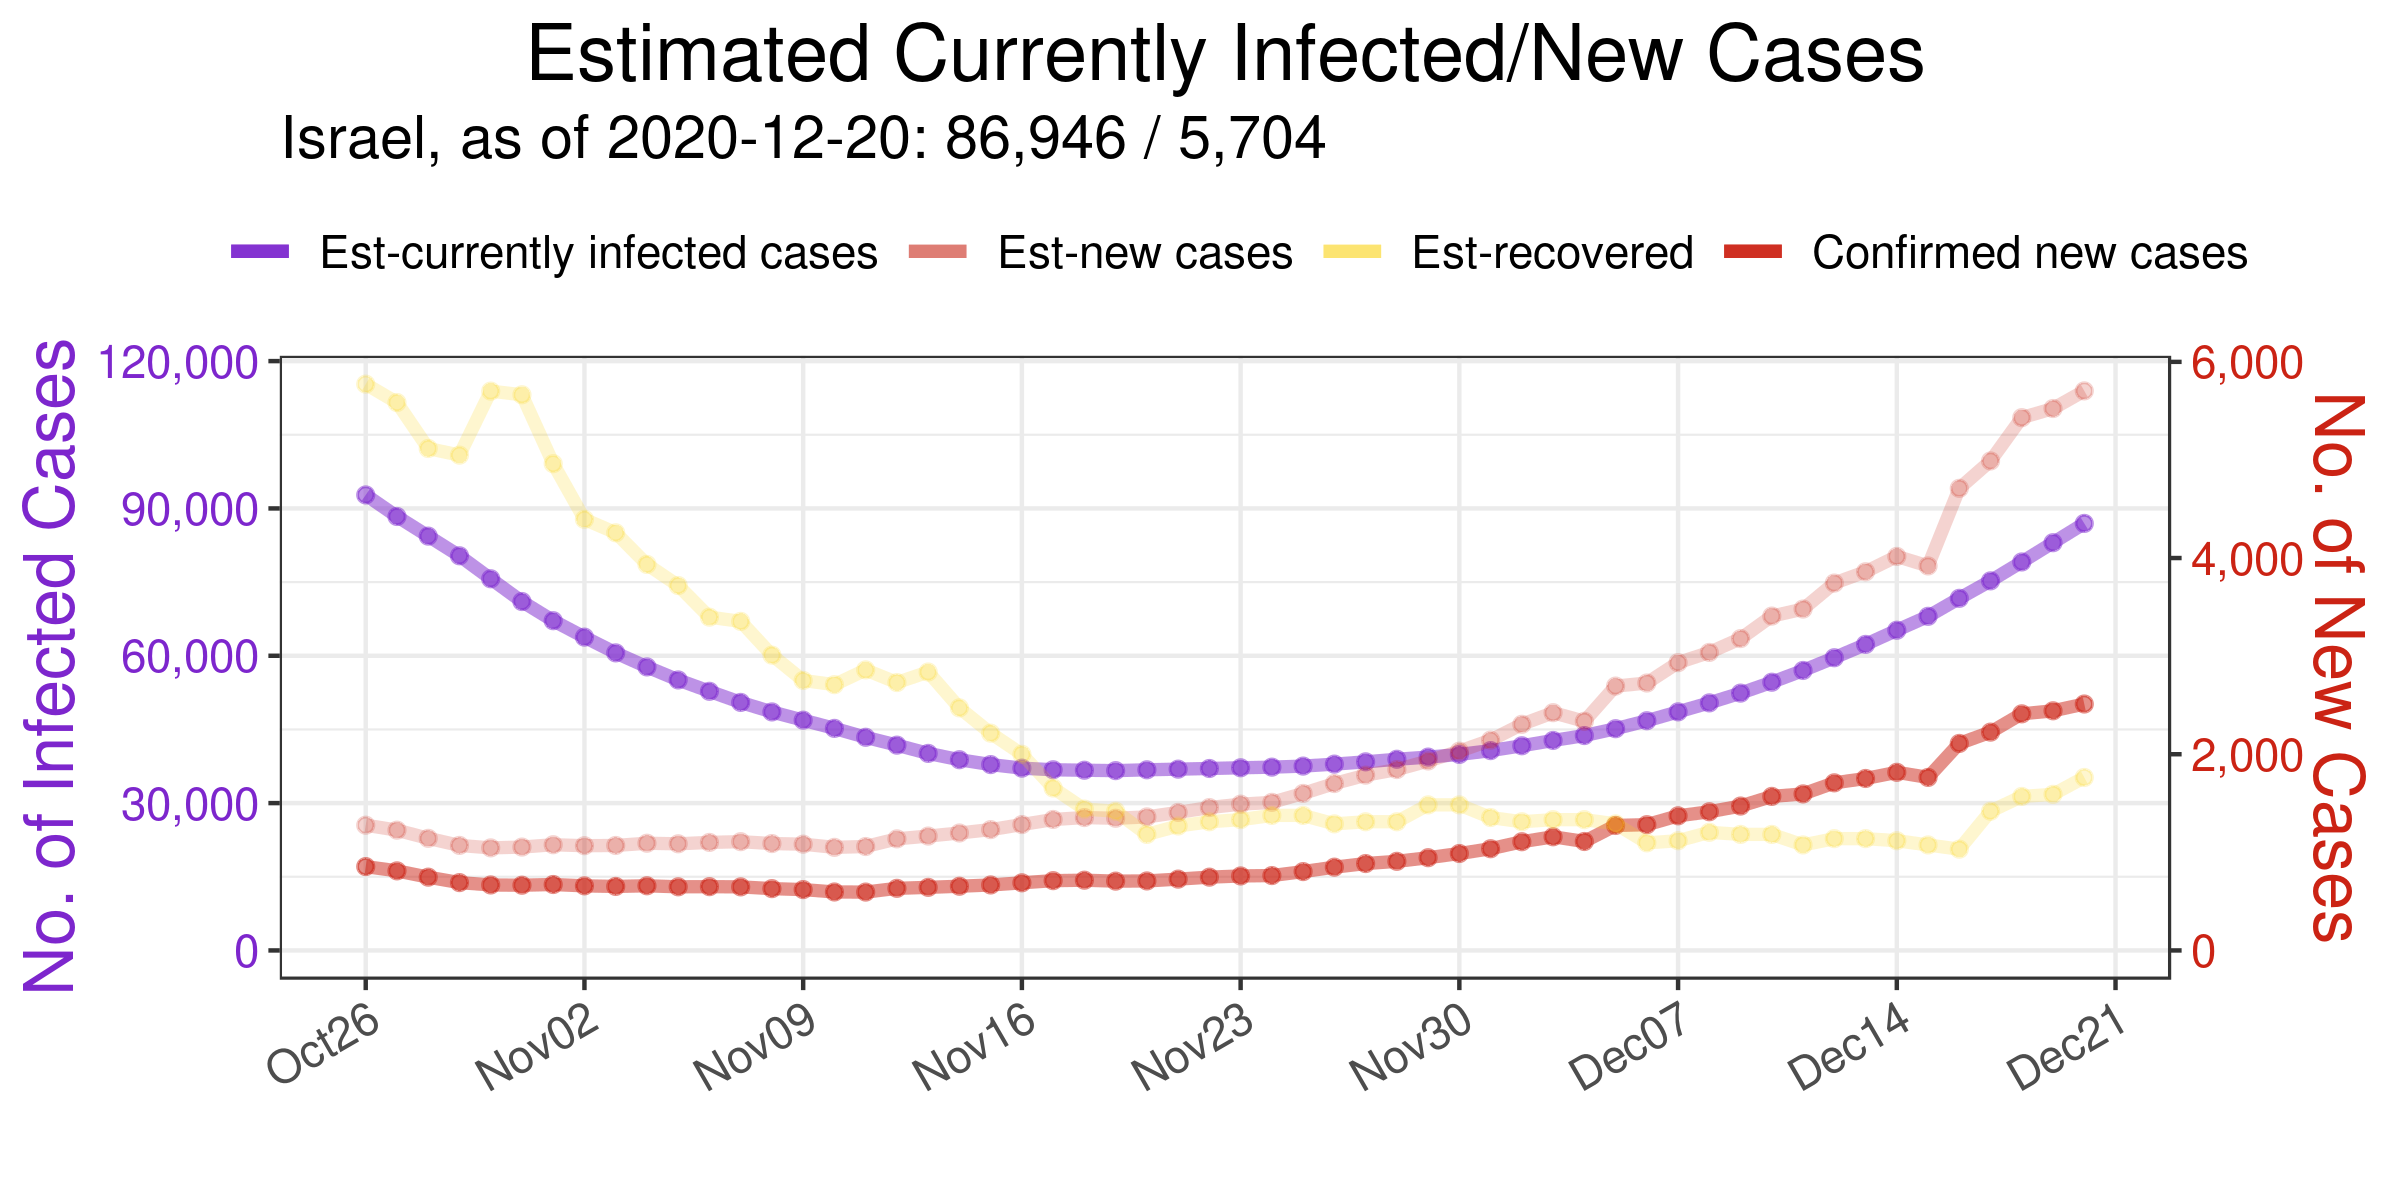 Estimated Currently Infected/New Cases
Israel, as of 2020-12-20: 86,946 / 5,704
Est-currently infected cases Est-new cases Est-recovered Confirmed new cases
No. of Infected Cases
120,000
90,000
60,000
30,000
0
6,000
4,000
2,000
0
No. of New Cases
Oct26 Nov02 Nov09 Nov16 Nov23 Nov30 Dec07 Dec14 Dec21